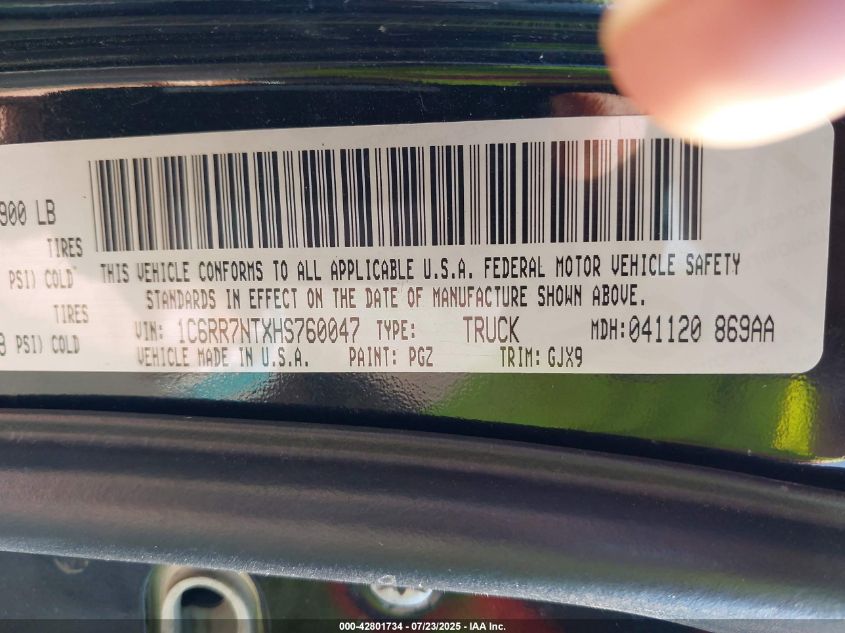 900 LB
TIRES
PSI) COLD
TIRES
PSI) COLD
THIS VEHICLE CONFORMS TO ALL APPLICABLE U.S.A. FEDERAL MOTOR VEHICLE SAFETY
STANDARDS IN EFFECT ON THE DATE OF MANUFACTURE SHOWN ABOVE.
VIN: 1C6RR7NTXHS760047 TYPE: TRUCK MDH:041120 869AA
VEHICLE MADE IN U.S.A. PAINT: PGZ TRIM: GJX9
000-42801734 - 07/23/2025 - IAA Inc.